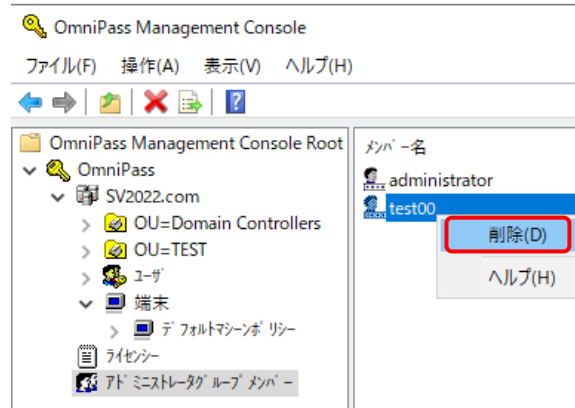 OmniPass Management Console
ファイル(F) 操作(A) 表示(V) ヘルプ(H)
OmniPass Management Console Root
OmniPass
SV2022.com
OU=Domain Controllers
OU=TEST
ﾕｰｻﾞ
端末
ﾃﾞﾌｫﾙﾄﾏｼｰﾝﾎﾟﾘｼｰ
ﾗｲｾﾝｼｰ
ｱﾄﾞﾐﾆｽﾄﾚｰﾀｸﾞﾙｰﾌﾟﾒﾝﾊﾞｰ
ﾒﾝﾊﾞｰ名
administrator
test00
削除(D)
ヘルプ(H)